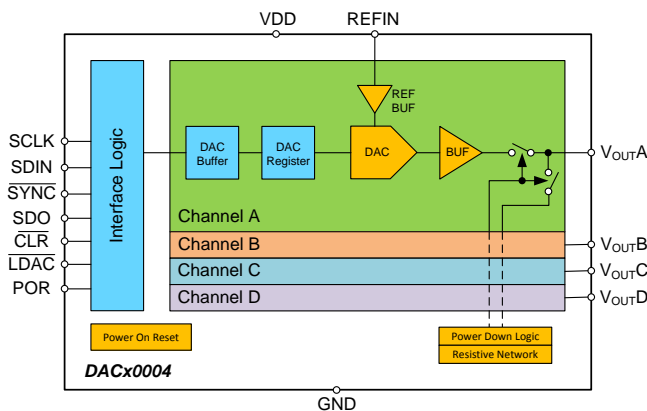 VDD
REFIN
REF
BUF
SCLK
SDIN
SYNC
SDO
CLR
LDAC
POR
Interface Logic
DAC
Buffer
DAC
Register
DAC
BUF
VOUTA
Channel A
Channel B
VOUTB
Channel C
VOUTC
Channel D
VOUTD
Power On Reset
Power Down Logic
Resistive Network
DACx0004
GND